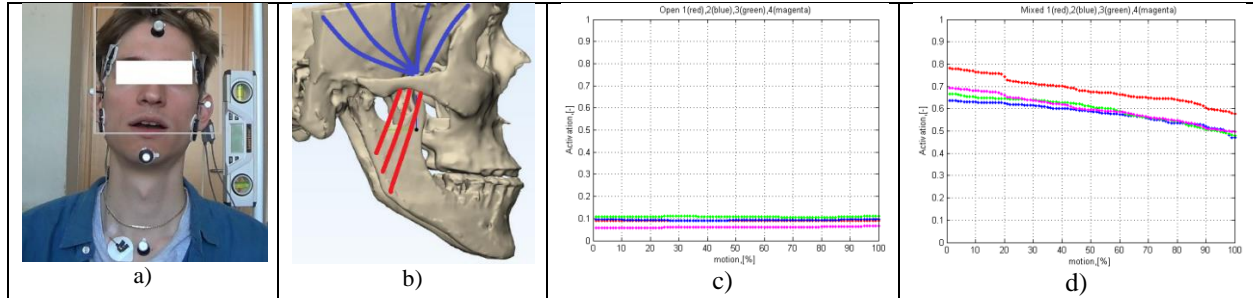 a)
b)
Open 1(red),2(blue),3(green),4(magenta)
1
0.9
0.8
0.7
0.6
0.5
0.4
0.3
0.2
0.1
0
Activation,[-]
0 10 20 30 40 50 60 70 80 90 100
motion,[%]
c)
Mixed 1(red),2(blue),3(green),4(magenta)
1
0.9
0.8
0.7
0.6
0.5
0.4
0.3
0.2
0.1
0
Activation,[-]
0 10 20 30 40 50 60 70 80 90 100
motion,[%]
d)